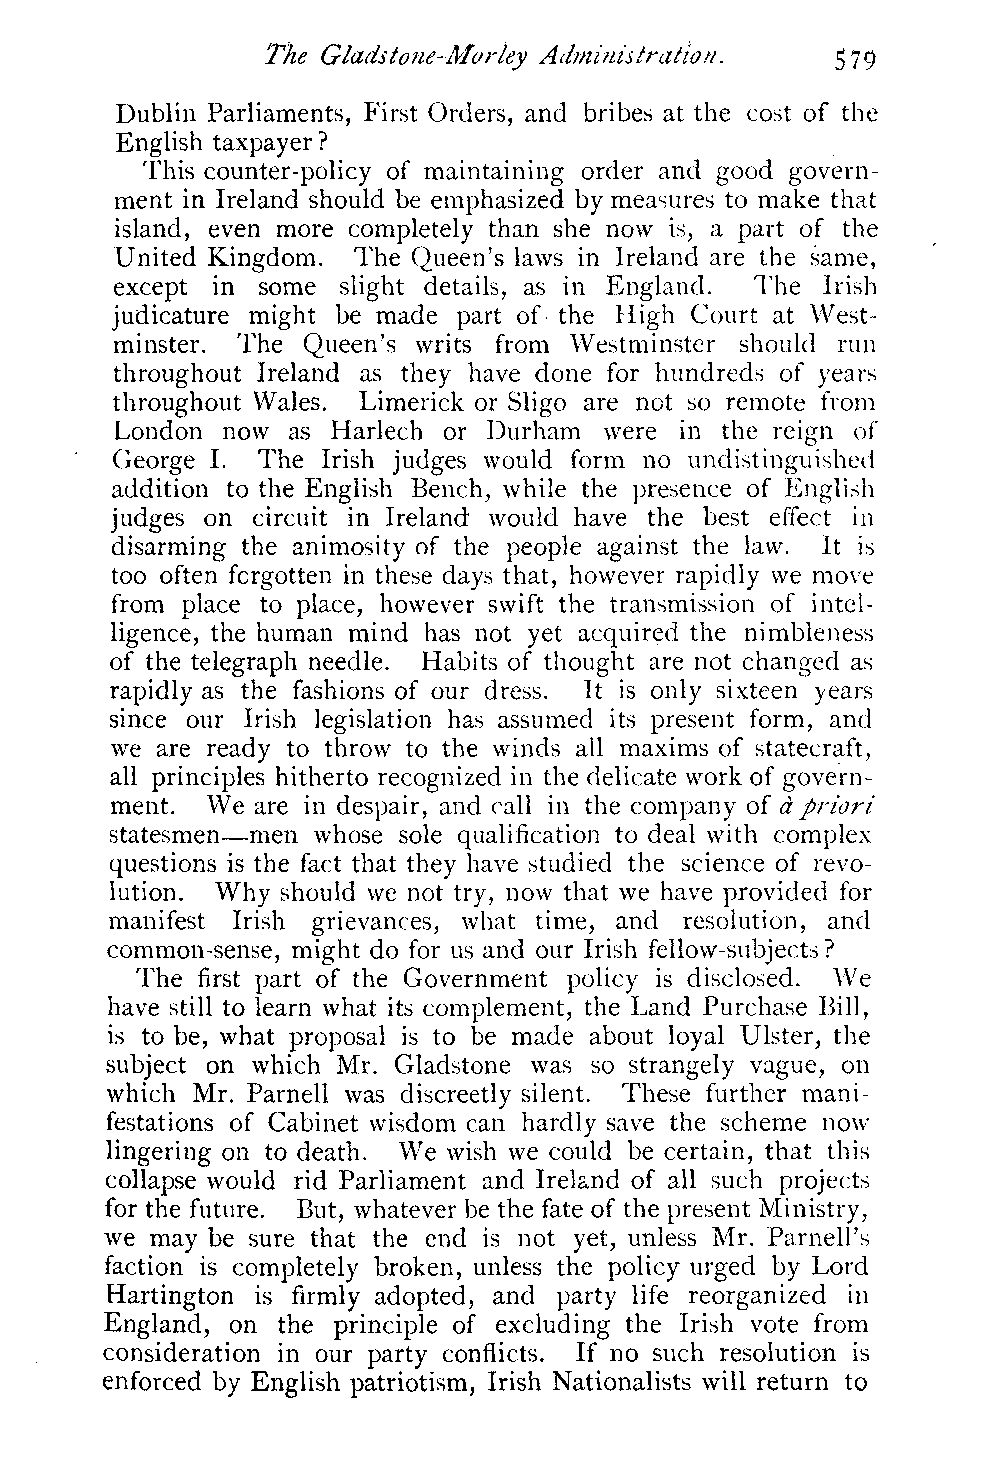 The Gladstone-Morley Administration. 579
Dublin Parliaments, First Orders, and bribes at the cost of the
English taxpayer?
This counter-policy of maintaining order and good govern-
ment in Ireland should be emphasized by measures to make that
island, even more completely than she now is, a part of the
United Kingdom. The Queen's laws in Ireland are the same,
except in some slight details, as in England. The Irish
judicature might be made part of the High Court at West-
minster. The Queen's writs from Westminster should run
throughout Ireland as they have done for hundreds of years
throughout Wales. Limerick or Sligo are not so remote from
London now as Harlech or Durham were in the reign of
George I. The Irish judges would form no undistinguished
addition to the English Bench, while the presence of English
judges on circuit in Ireland would have the best effect in
disarming the animosity of the people against the law. It is
too often fcrgotten in these days that, however rapidly we move
from place to place, however swift the transmission of intel-
ligence, the human mind has not yet acquired the nimbleness
of the telegraph needle. Habits of thought are not changed as
rapidly as the fashions of our dress. It is only sixteen years
since our Irish legislation has assumed its present form, and
we are ready to throw to the winds all maxims of statecraft,
all principles hitherto recognized in the delicate work of govern-
ment. We are in despair, and call in the company of à priori
statesmen—men whose sole qualification to deal with complex
questions is the fact that they have studied the science of revo-
lution. Why should we not try, now that we have provided for
manifest Irish grievances, what time, and resolution, and
common-sense, might do for us and our Irish fellow-subjects?
The first part of the Government policy is disclosed. We
have still to learn what its complement, the Land Purchase Bill,
is to be, what proposal is to be made about loyal Ulster, the
subject on which Mr. Gladstone was so strangely vague, on
which Mr. Parnell was discreetly silent. These further mani-
festations of Cabinet wisdom can hardly save the scheme now
lingering on to death. We wish we could be certain, that this
collapse would rid Parliament and Ireland of all such projects
for the future. But, whatever be the fate of the present Ministry,
we may be sure that the end is not yet, unless Mr. Parnell's
faction is completely broken, unless the policy urged by Lord
Hartington is firmly adopted, and party life reorganized in
England, on the principle of excluding the Irish vote from
consideration in our party conflicts. If no such resolution is
enforced by English patriotism, Irish Nationalists will return to